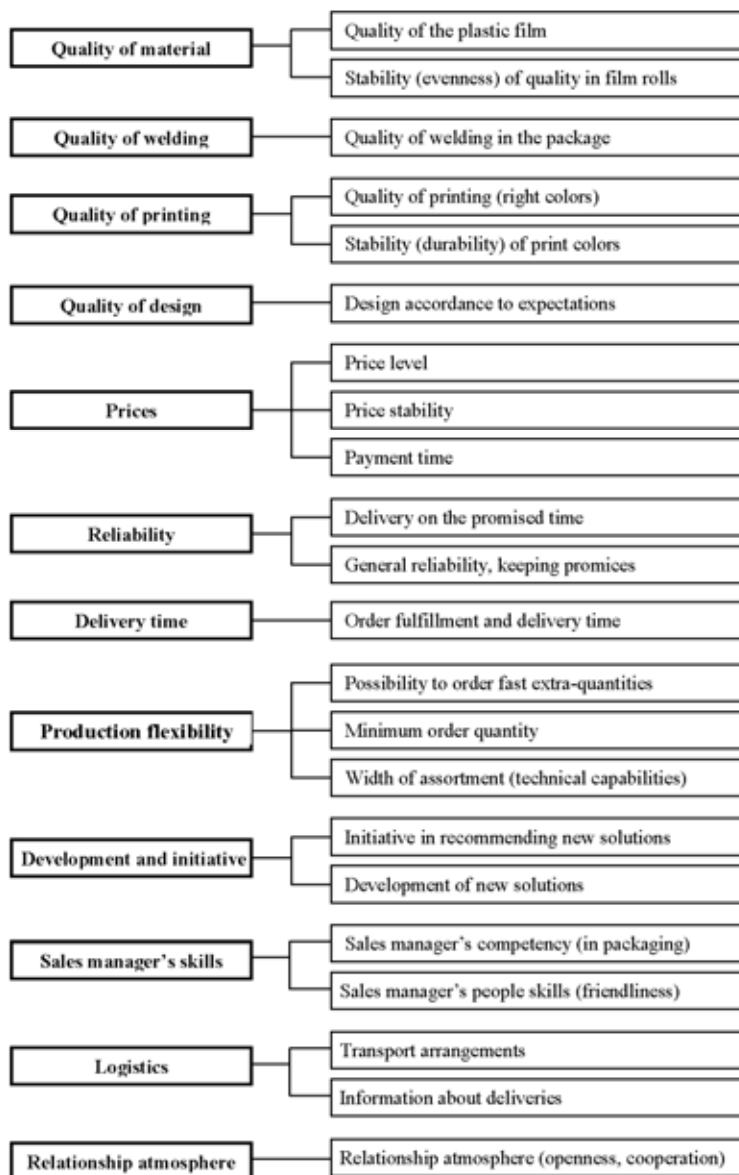 Quality of material
Quality of the plastic film
Stability (evenness) of quality in film rolls
Quality of welding
Quality of welding in the package
Quality of printing
Quality of printing (right colors)
Stability (durability) of print colors
Quality of design
Design accordance to expectations
Prices
Price level
Price stability
Payment time
Reliability
Delivery on the promised time
General reliability, keeping promices
Delivery time
Order fulfillment and delivery time
Production flexibility
Possibility to order fast extra-quantities
Minimum order quantity
Width of assortment (technical capabilities)
Development and initiative
Initiative in recommending new solutions
Development of new solutions
Sales manager's skills
Sales manager's competency (in packaging)
Sales manager's people skills (friendliness)
Logistics
Transport arrangements
Information about deliveries
Relationship atmosphere
Relationship atmosphere (openness, cooperation)